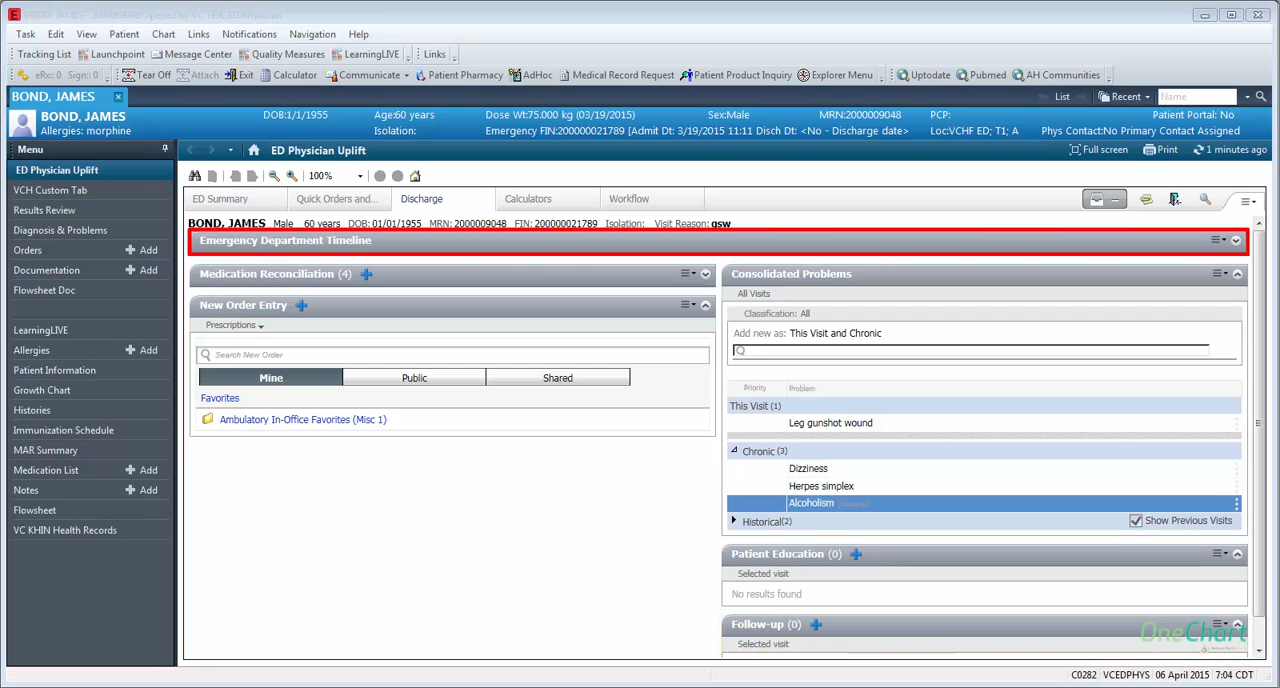 Task Edit View Patient Chart Links Notifications Navigation Help
Tracking List Launchpoint Message Center Quality Measures LearningLIVE Links
eRx: 0 Sign: 0 Tear Off Attach Exit Calculator Communicate Patient Pharmacy AdHoc Medical Record Request Patient Product Inquiry Explorer Menu Uptodate Pubmed AH Communities
BOND, JAMES List Recent Name
BOND, JAMES DOB:1/1/1955 Age:60 years Dose Wt:75.000 kg (03/19/2015) Sex:Male MRN:2000009048 PCP: Patient Portal: No
Allergies: morphine Isolation: Emergency FIN:200000021789 [Admit Dt: 3/19/2015 11:11 Disch Dt: <No - Discharge date> Loc:VCHF ED; T1; A Phys Contact:No Primary Contact Assigned
Menu ED Physician Uplift Full screen Print 1 minutes ago
ED Physician Uplift
100%
VCH Custom Tab
ED Summary Quick Orders and... Discharge Calculators Workflow
Results Review
BOND, JAMES Male 60 years DOB: 01/01/1955 MRN: 2000009048 FIN: 200000021789 Isolation: Visit Reason: gsw
Diagnosis & Problems
Emergency Department Timeline
Orders Add
Documentation Add
Medication Reconciliation (4) Consolidated Problems
Flowsheet Doc
All Visits
New Order Entry
Classification: All
Prescriptions
LearningLIVE
Add new as: This Visit and Chronic
Allergies Add
Search New Order
Patient Information
Mine Public Shared
Growth Chart
Priority Problem
Favorites
This Visit (1)
Histories
Ambulatory In-Office Favorites (Misc 1)
Leg gunshot wound
Immunization Schedule
MAR Summary
Chronic (3)
Medication List Add
Dizziness
Herpes simplex
Notes Add
Alcoholism
Flowsheet
Historical(2) Show Previous Visits
VC KHIN Health Records
Patient Education (0)
Selected visit
No results found
Follow-up (0)
OneChart
Selected visit
C0282 VCEDPHYS 06 April 2015 7:04 CDT